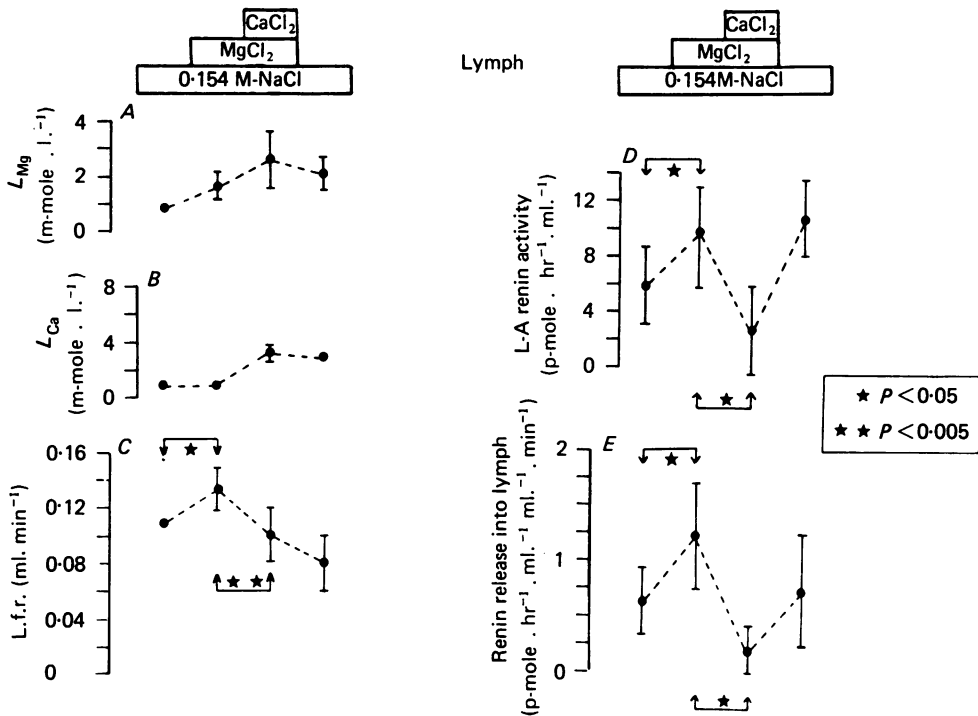 CaCl₂
MgCl₂
0·154 M-NaCl
Lymph
CaCl₂
MgCl₂
0·154M-NaCl
A
L_Mg
(m-mole . l.⁻¹)
4
2
0
B
L_Ca
(m-mole . l.⁻¹)
8
4
0
C
L.f.r. (ml. min⁻¹)
0·16
0·12
0·08
0·04
0
★
★ ★
D
L-A renin activity
(p-mole . hr⁻¹ . ml.⁻¹)
12
8
4
0
★
★
E
Renin release into lymph
(p-mole . hr⁻¹ . ml.⁻¹ ml.⁻¹ . min⁻¹)
2
1
0
★
★
★ P < 0·05
★ ★ P < 0·005